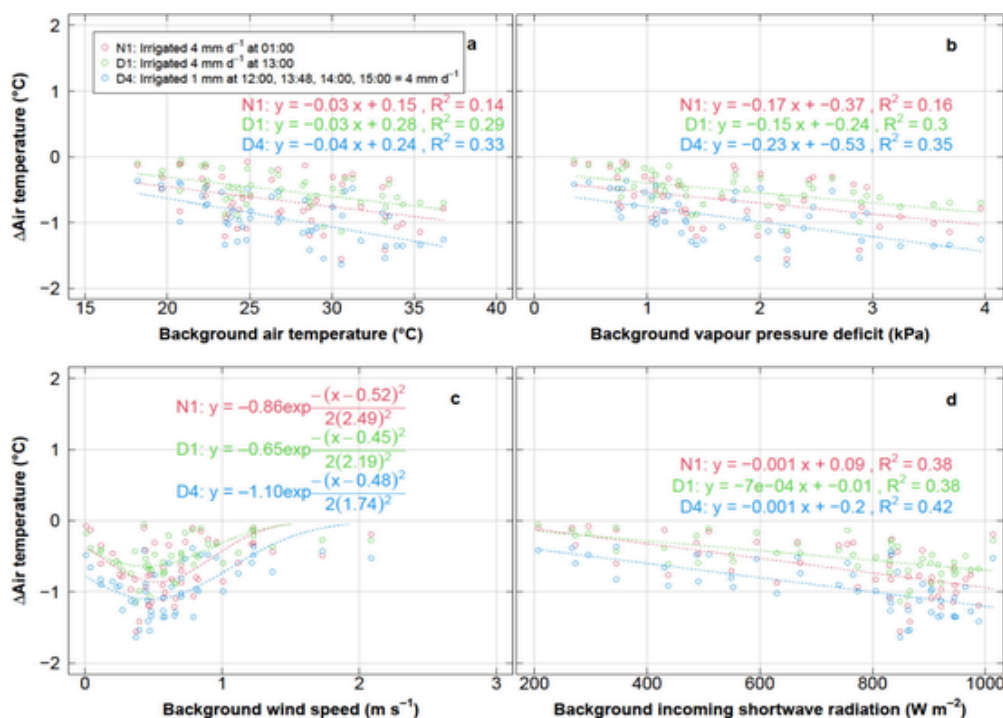 a
N1: Irrigated 4 mm d⁻¹ at 01:00
D1: Irrigated 4 mm d⁻¹ at 13:00
D4: Irrigated 1 mm at 12:00, 13:48, 14:00, 15:00 = 4 mm d⁻¹
N1: y = −0.03 x + 0.15 , R² = 0.14
D1: y = −0.03 x + 0.28 , R² = 0.29
D4: y = −0.04 x + 0.24 , R² = 0.33
ΔAir temperature (°C)
2
1
0
−1
−2
15 20 25 30 35 40
Background air temperature (°C)
b
N1: y = −0.17 x + −0.37 , R² = 0.16
D1: y = −0.15 x + −0.24 , R² = 0.3
D4: y = −0.23 x + −0.53 , R² = 0.35
0 1 2 3 4
Background vapour pressure deficit (kPa)
c
N1: y = −0.86exp −(x−0.52)² / 2(2.49)²
D1: y = −0.65exp −(x−0.45)² / 2(2.19)²
D4: y = −1.10exp −(x−0.48)² / 2(1.74)²
ΔAir temperature (°C)
2
1
0
−1
−2
0 1 2 3
Background wind speed (m s⁻¹)
d
N1: y = −0.001 x + 0.09 , R² = 0.38
D1: y = −7e−04 x + −0.01 , R² = 0.38
D4: y = −0.001 x + −0.2 , R² = 0.42
200 400 600 800 1000
Background incoming shortwave radiation (W m⁻²)